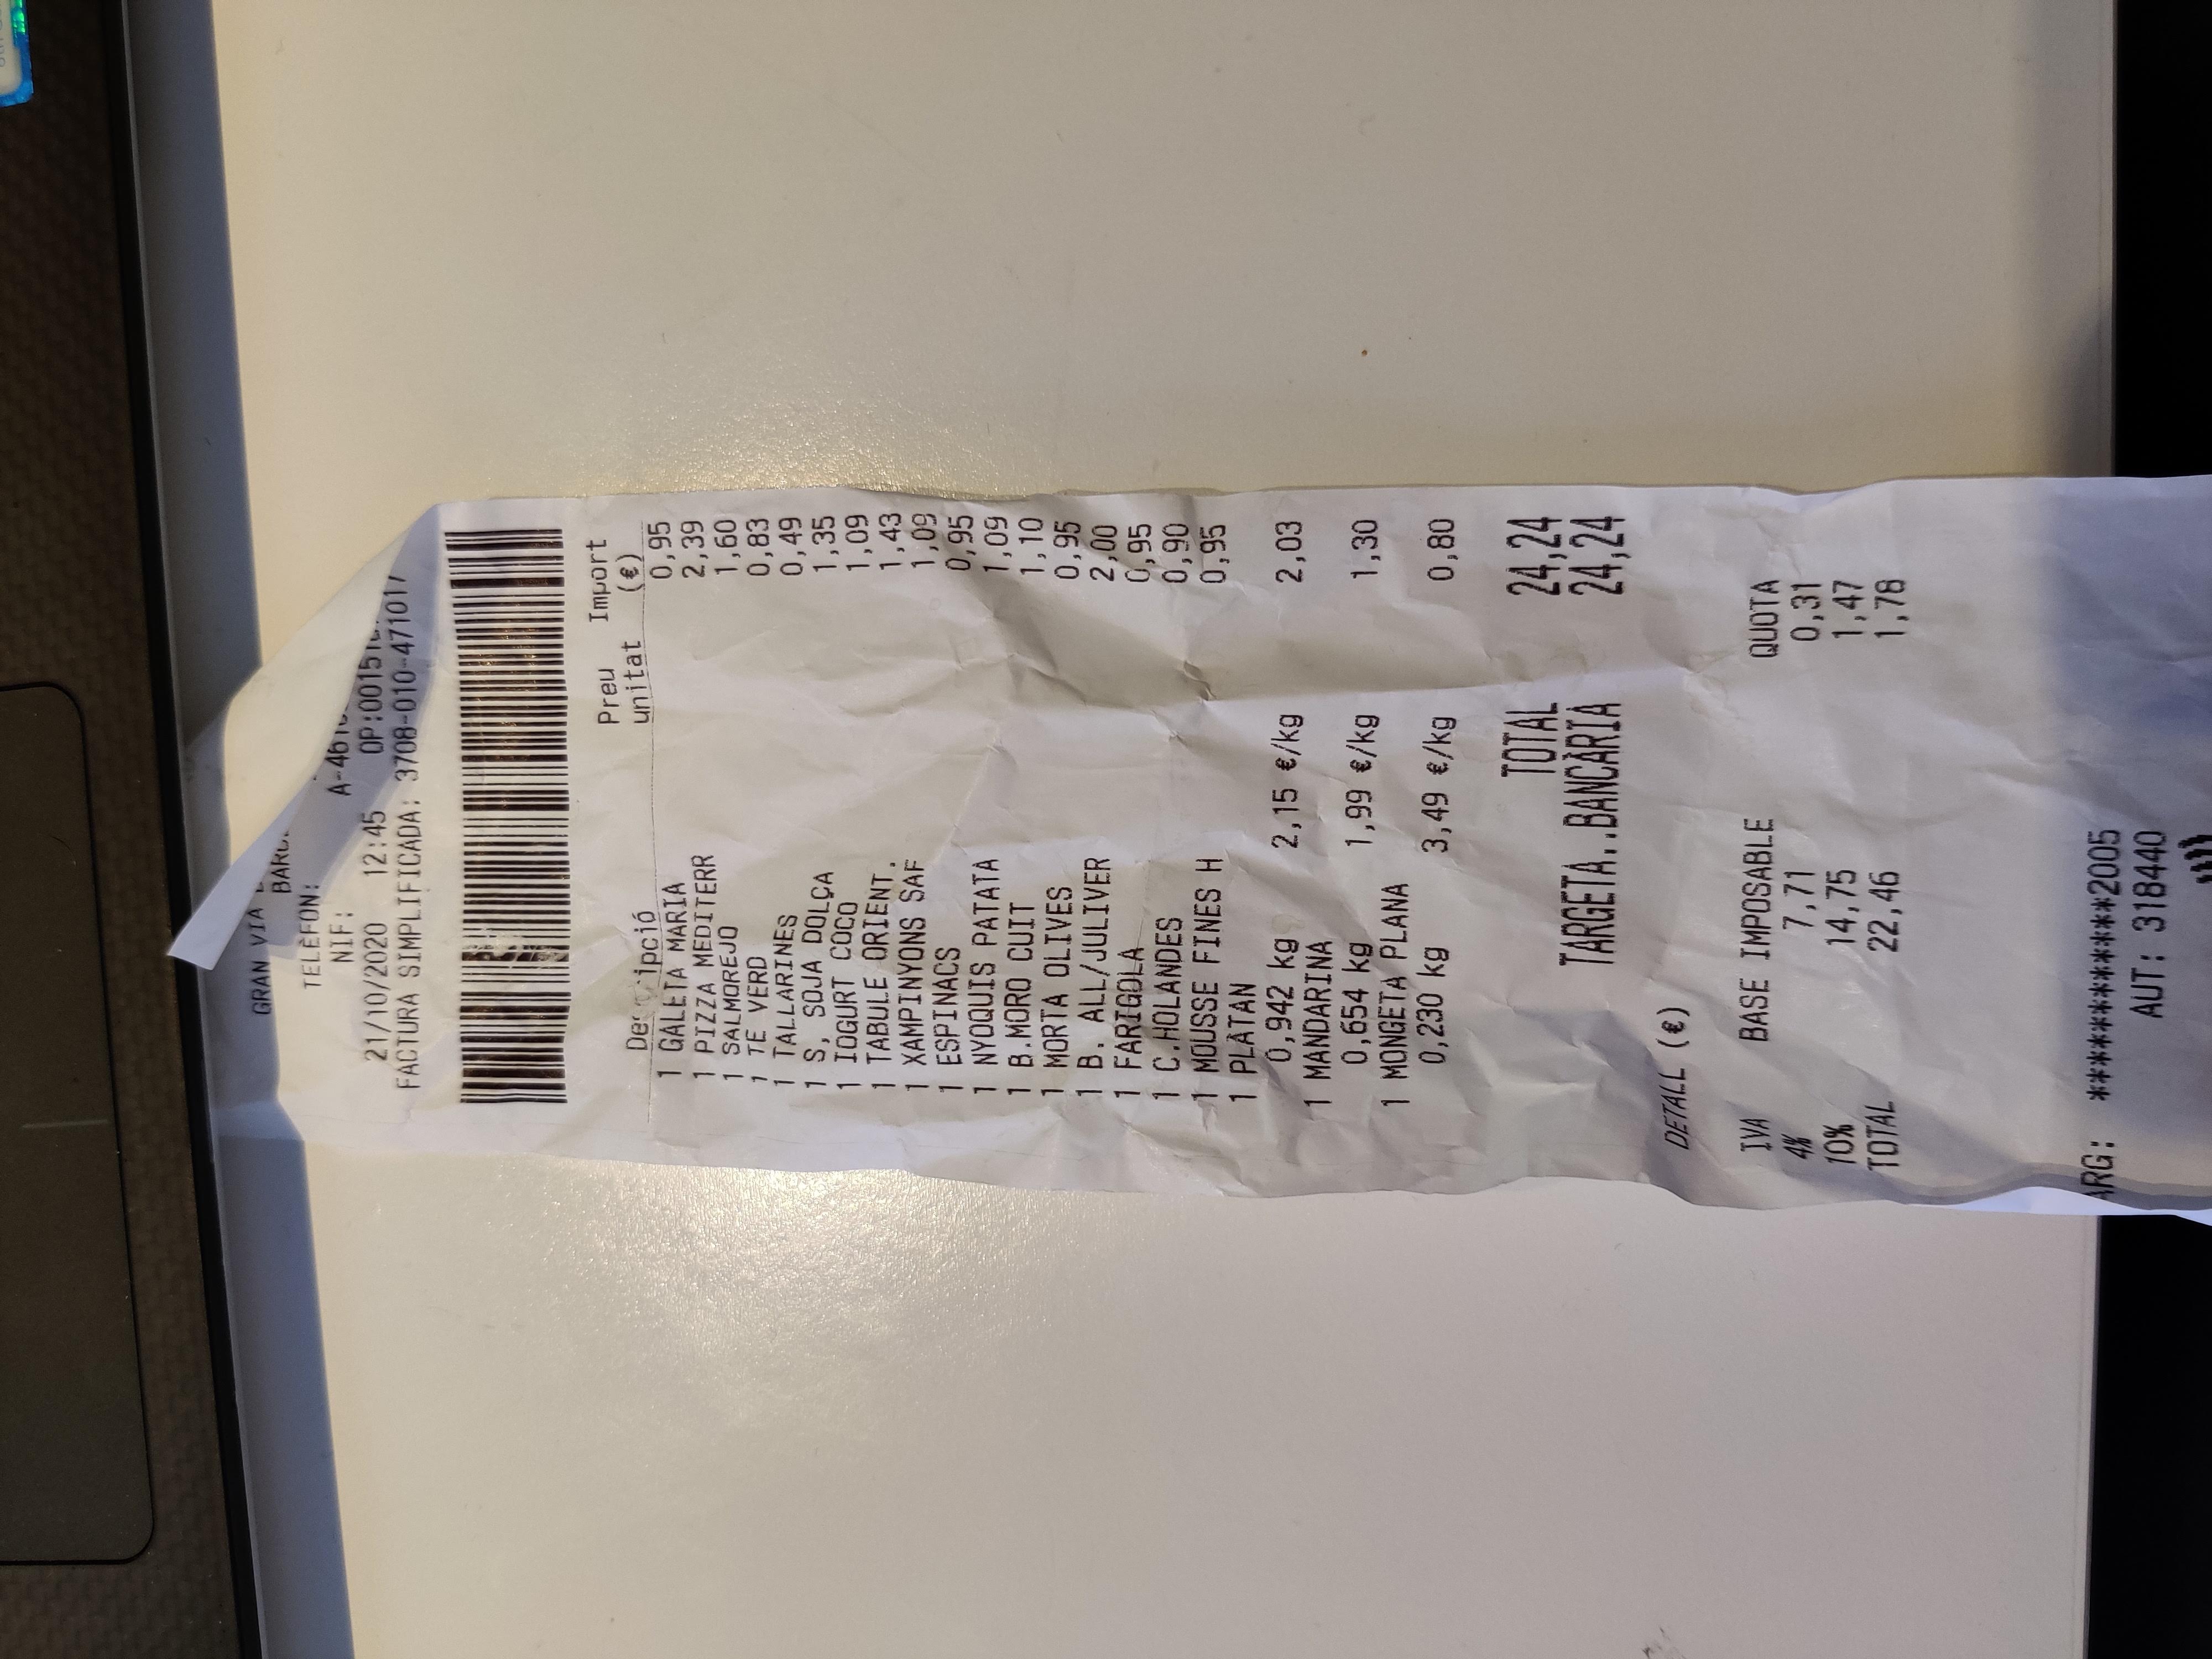 GRAN VIA
TELÈFON:
NIF: A-46
21/10/2020 12:45 OP:00151
FACTURA SIMPLIFICADA: 3708-010-471017
Preu Import
Descripció unitat (€)
1 GALETA MARIA 0,95
1 PIZZA MEDITERR 2,39
1 SALMOREJO 1,60
1 TE VERD 0,83
1 TALLARINES 0,49
1 S, SOJA DOLÇA 1,35
1 IOGURT COCO 1,09
1 TABULE ORIENT. 1,43
1 XAMPINYONS SAF 1,09
1 ESPINACS 0,95
1 NYOQUIS PATATA 1,09
1 B.MORO CUIT 1,10
1 MORTA OLIVES 0,95
1 B. ALL/JULIVER 2,00
1 FARIGOLA 0,95
1 C.HOLANDES 0,90
1 MOUSSE FINES H 0,95
1 PLÀTAN
0,942 kg 2,15 €/kg 2,03
1 MANDARINA
0,654 kg 1,99 €/kg 1,30
1 MONGETA PLANA
0,230 kg 3,49 €/kg 0,80
TOTAL 24,24
TARGETA..BANCÀRIA 24,24
DETALL (€)
IVA BASE IMPOSABLE QUOTA
4% 7,71 0,31
10% 14,75 1,47
TOTAL 22,46 1,78
ARG: ************2005
AUT: 318440